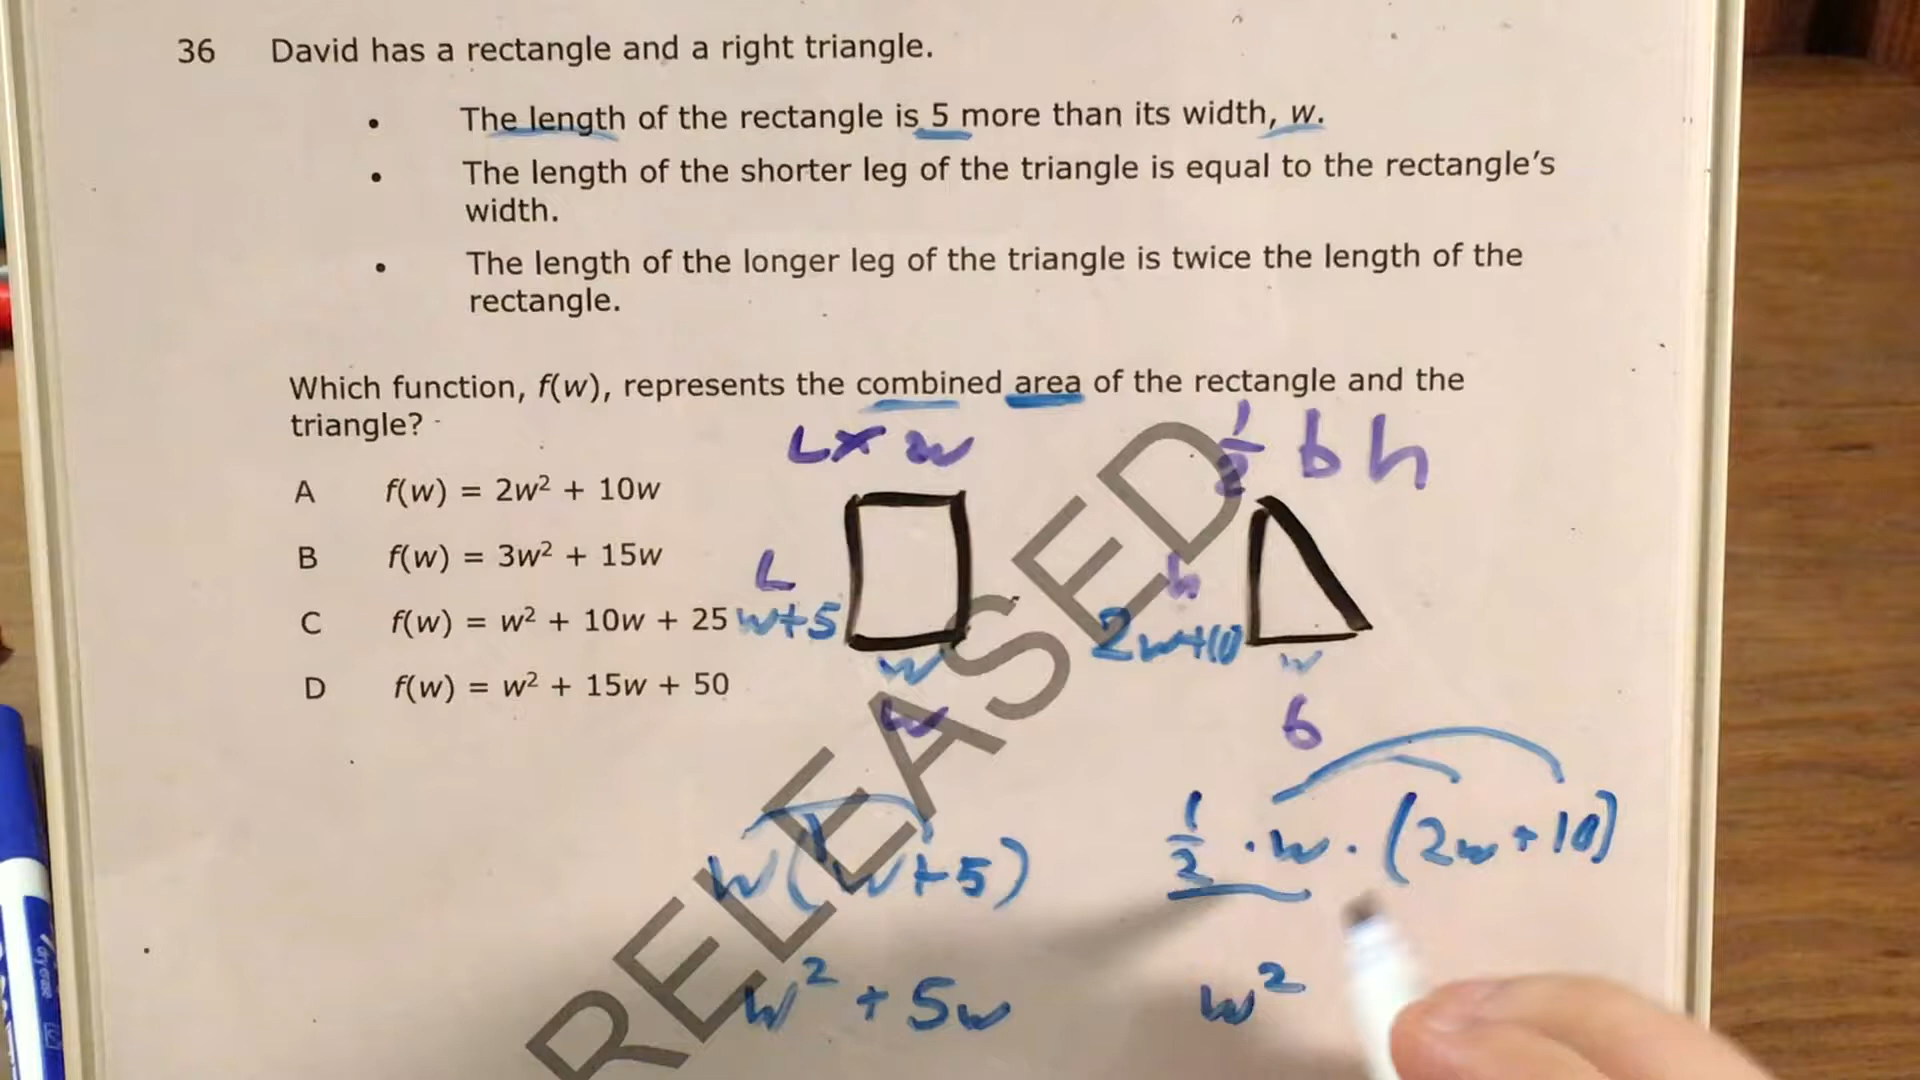 36 David has a rectangle and a right triangle.
• The length of the rectangle is 5 more than its width, w.
• The length of the shorter leg of the triangle is equal to the rectangle's
width.
• The length of the longer leg of the triangle is twice the length of the
rectangle.
Which function, f(w), represents the combined area of the rectangle and the
triangle?
L x w
1/2 b h
A f(w) = 2w² + 10w
B f(w) = 3w² + 15w
L
h
C f(w) = w² + 10w + 25
w+5
2w+10
w
w
D f(w) = w² + 15w + 50
w
b
w(w+5)
1/2 · w · (2w+10)
w² + 5w
w²
RELEASED